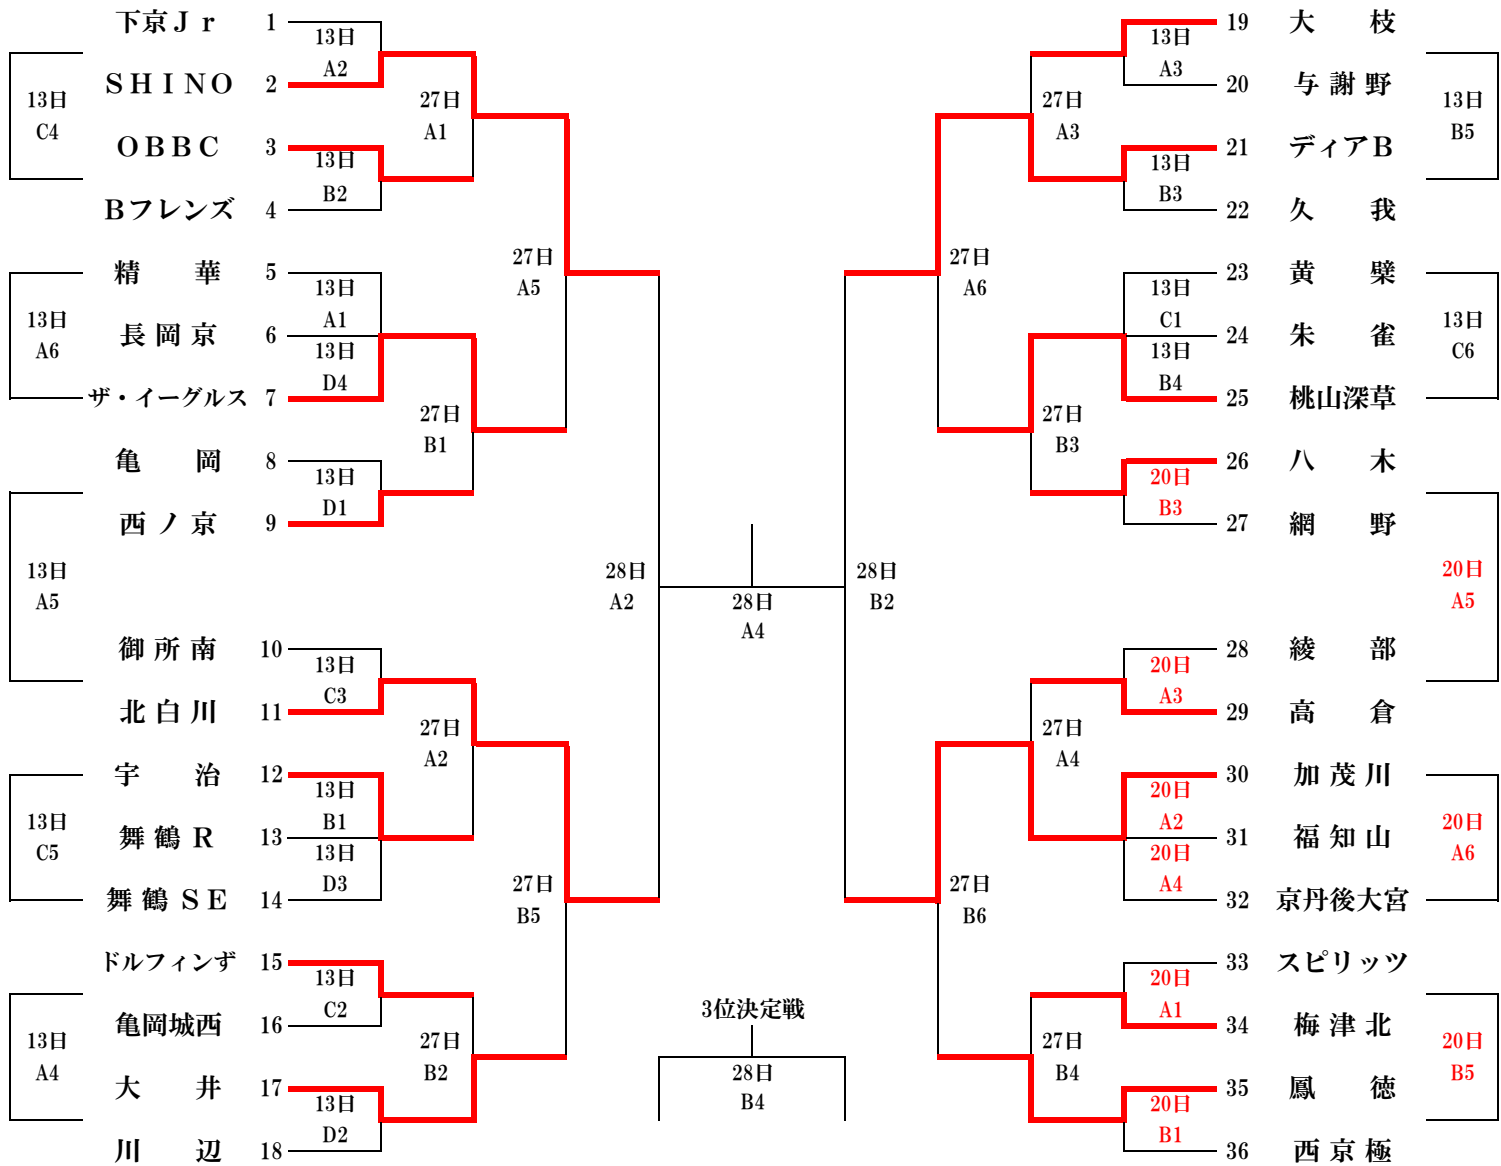 下京Ｊｒ 1
13日
A2
ＳＨＩＮＯ 2
13日
C4
27日
A1
ＯＢＢＣ 3
13日
B2
Ｂフレンズ 4
27日
A5
精　華 5
13日
A1
長岡京 6
13日
A6
13日
D4
ザ・イーグルス 7
27日
B1
亀　岡 8
13日
D1
西ノ京 9
13日
A5
28日
A2
御所南 10
13日
C3
北白川 11
27日
A2
宇　治 12
13日
B1
舞鶴Ｒ 13
13日
C5
13日
D3
舞鶴ＳＥ 14
27日
B5
ドルフィンず 15
13日
C2
亀岡城西 16
13日
A4
27日
B2
大　井 17
13日
D2
川　辺 18
28日
A4
3位決定戦
28日
B4
19 大　枝
13日
A3
20 与謝野
27日
A3
13日
B5
21 ディアＢ
13日
B3
22 久　我
27日
A6
23 黄　檗
13日
C1
24 朱　雀
13日
C6
13日
B4
25 桃山深草
27日
B3
26 八　木
20日
B3
27 網　野
28日
B2
20日
A5
28 綾　部
20日
A3
29 高　倉
27日
A4
30 加茂川
20日
A2
31 福知山
20日
A6
20日
A4
32 京丹後大宮
27日
B6
33 スピリッツ
20日
A1
34 梅津北
27日
B4
20日
B5
35 鳳　徳
20日
B1
36 西京極